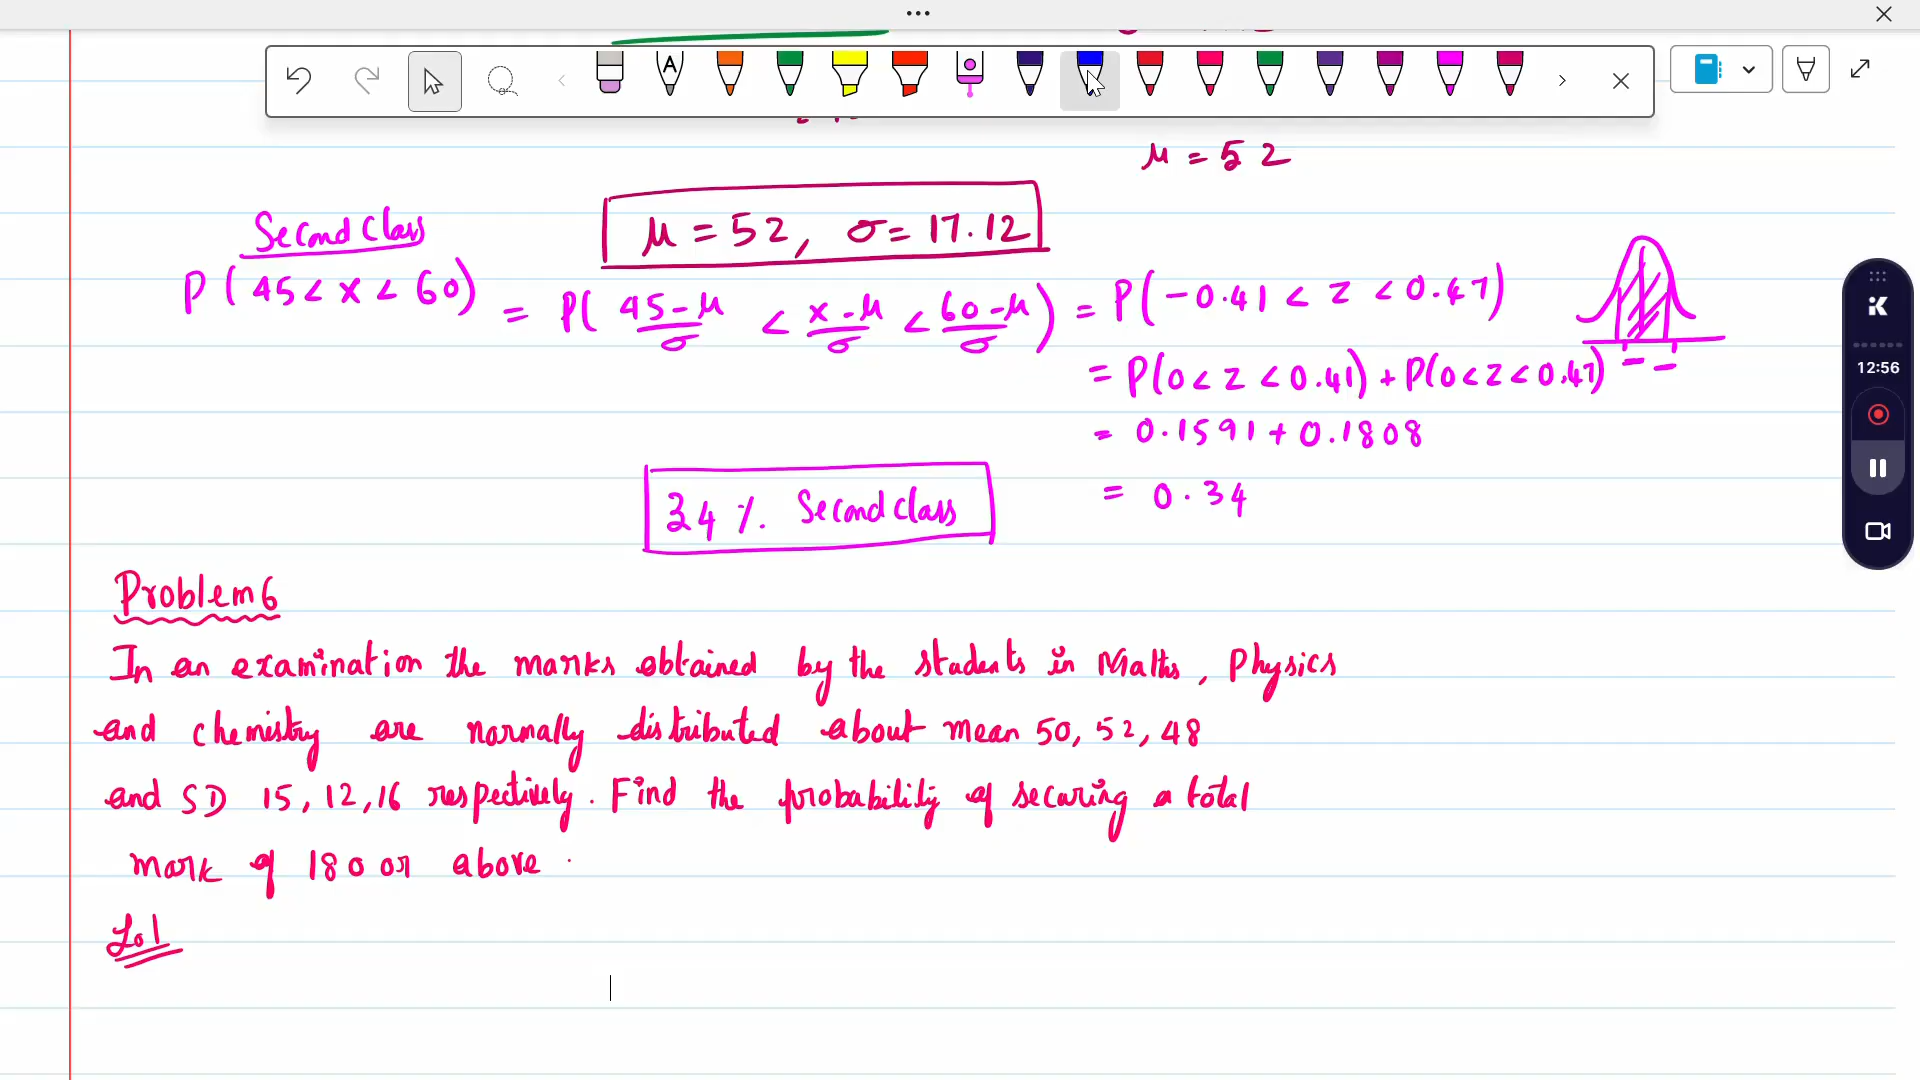 A
μ = 52
12:56
Second Class
μ = 52, σ = 17.12
P(45 < x < 60) = P( (45-μ)/σ < (x-μ)/σ < (60-μ)/σ ) = P(-0.41 < z < 0.47)
= P(0 < z < 0.41) + P(0 < z < 0.47)
= 0.1591 + 0.1808
= 0.34
34 %. Second class
Problem 6
In an examination the marks obtained by the students in Maths, Physics
and chemistry are normally distributed about mean 50, 52, 48
and SD 15, 12, 16 respectively. Find the probability of securing a total
mark of 180 or above.
Sol